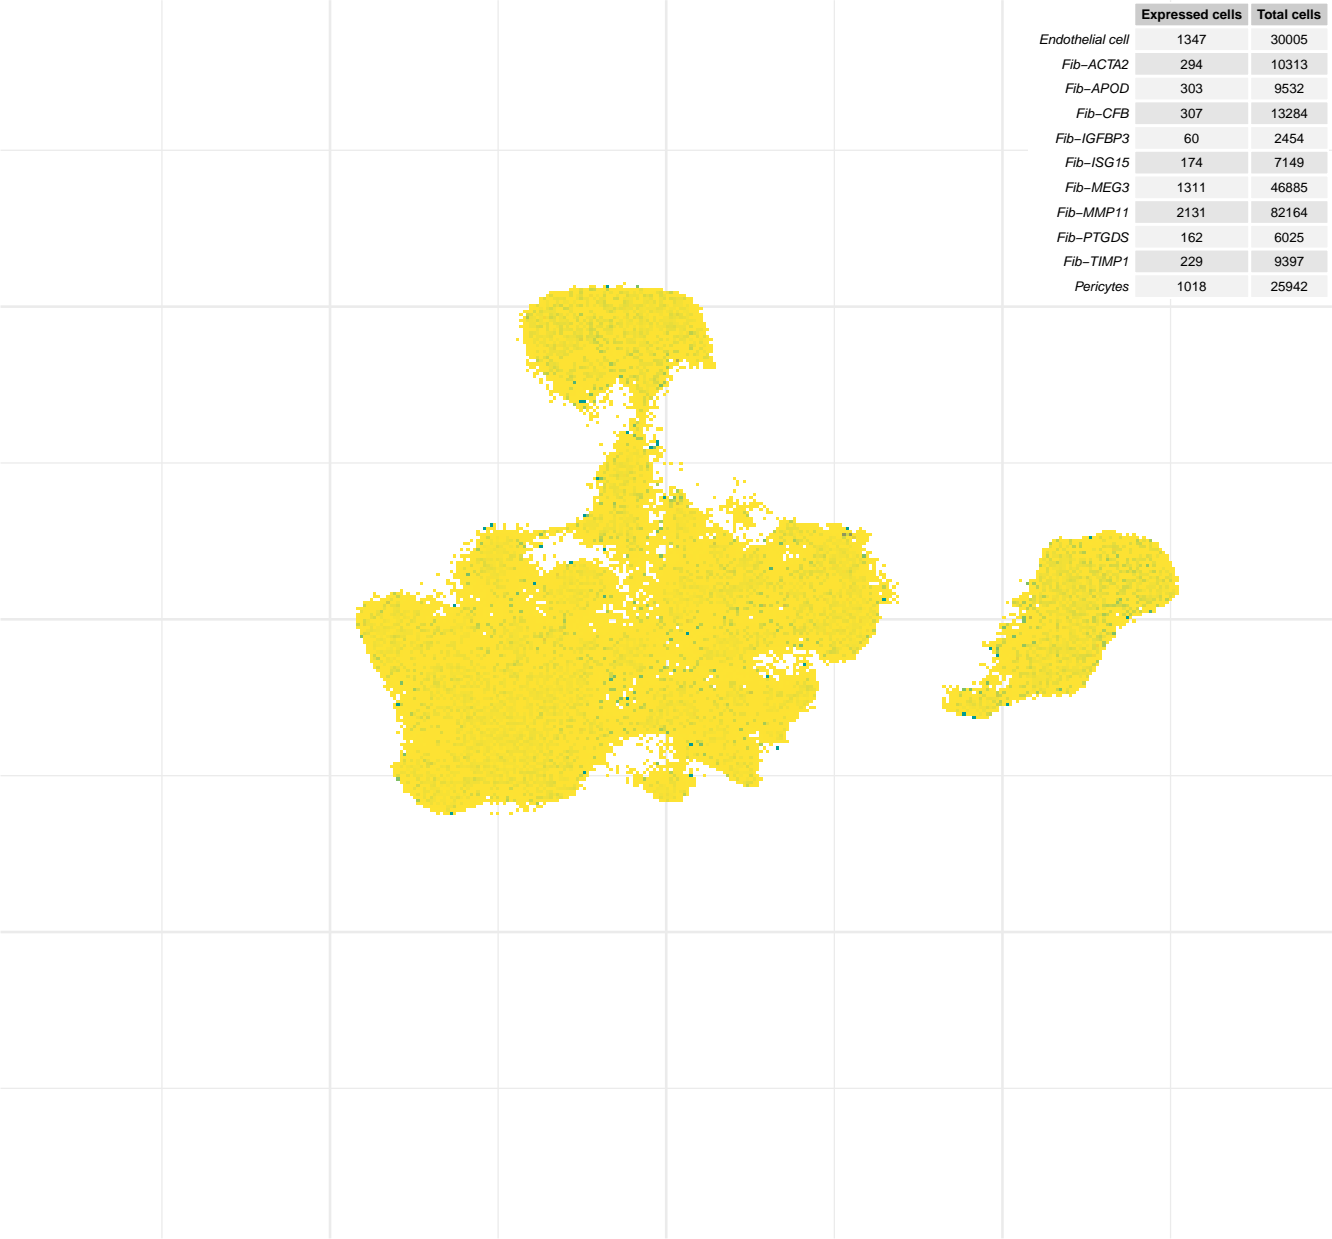 Expressed cells Total cells
Endothelial cell 1347 30005
Fib−ACTA2 294 10313
Fib−APOD 303 9532
Fib−CFB 307 13284
Fib−IGFBP3 60 2454
Fib−ISG15 174 7149
Fib−MEG3 1311 46885
Fib−MMP11 2131 82164
Fib−PTGDS 162 6025
Fib−TIMP1 229 9397
Pericytes 1018 25942